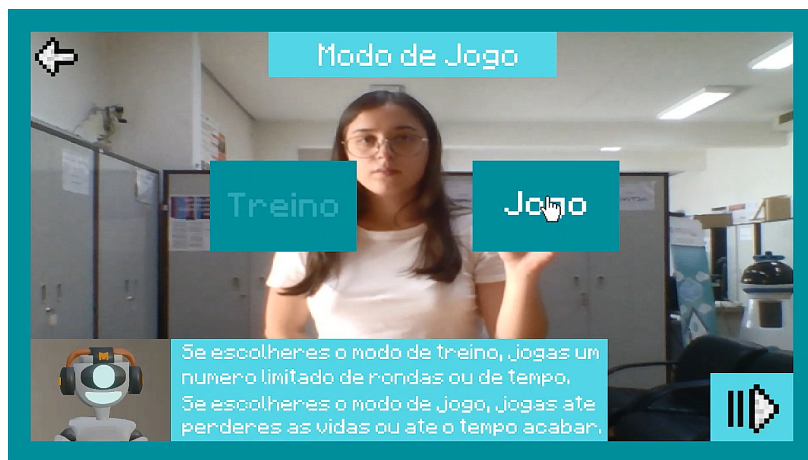 Modo de Jogo
Treino
Jogo
Se escolheres o modo de treino, jogas um
numero limitado de rondas ou de tempo.
Se escolheres o modo de jogo, jogas ate
perderes as vidas ou ate o tempo acabar.